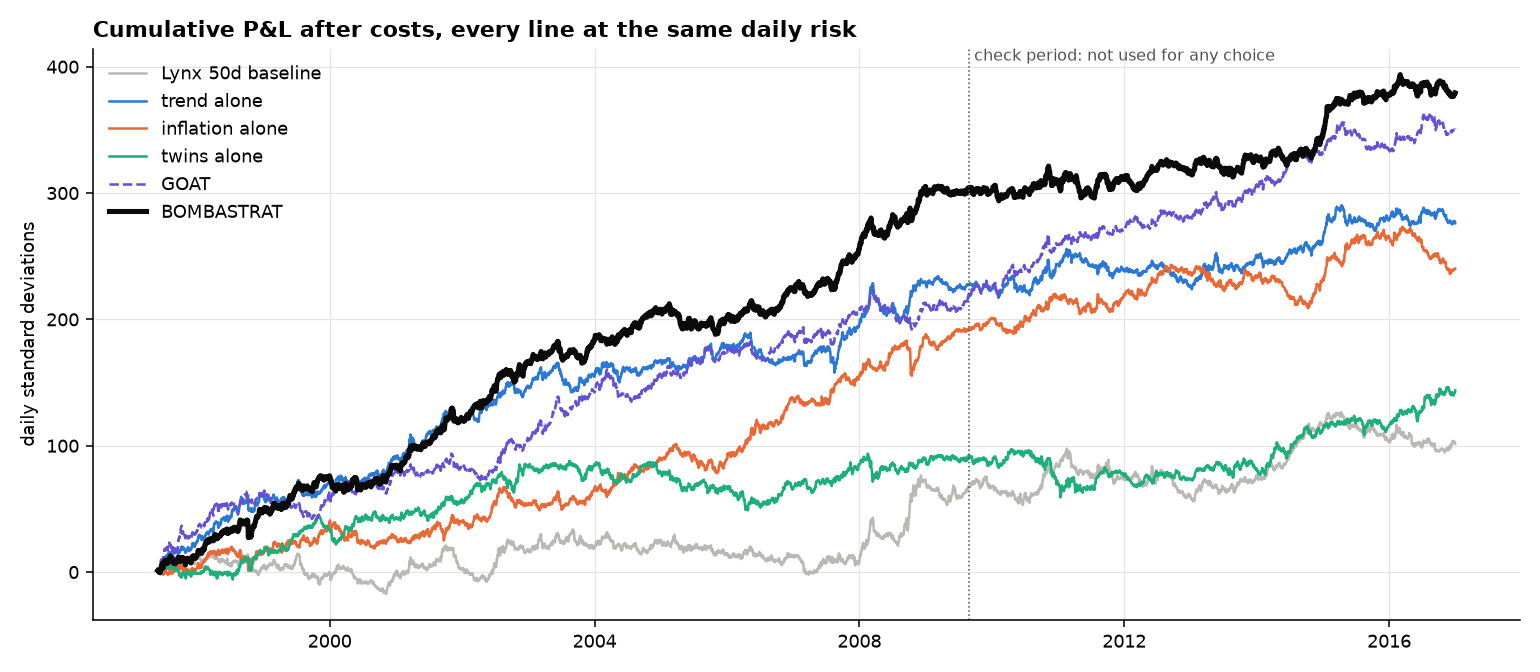 Cumulative P&L after costs, every line at the same daily risk
check period: not used for any choice
Lynx 50d baseline
trend alone
inflation alone
twins alone
GOAT
BOMBASTRAT
daily standard deviations
400
300
200
100
0
2000
2004
2008
2012
2016